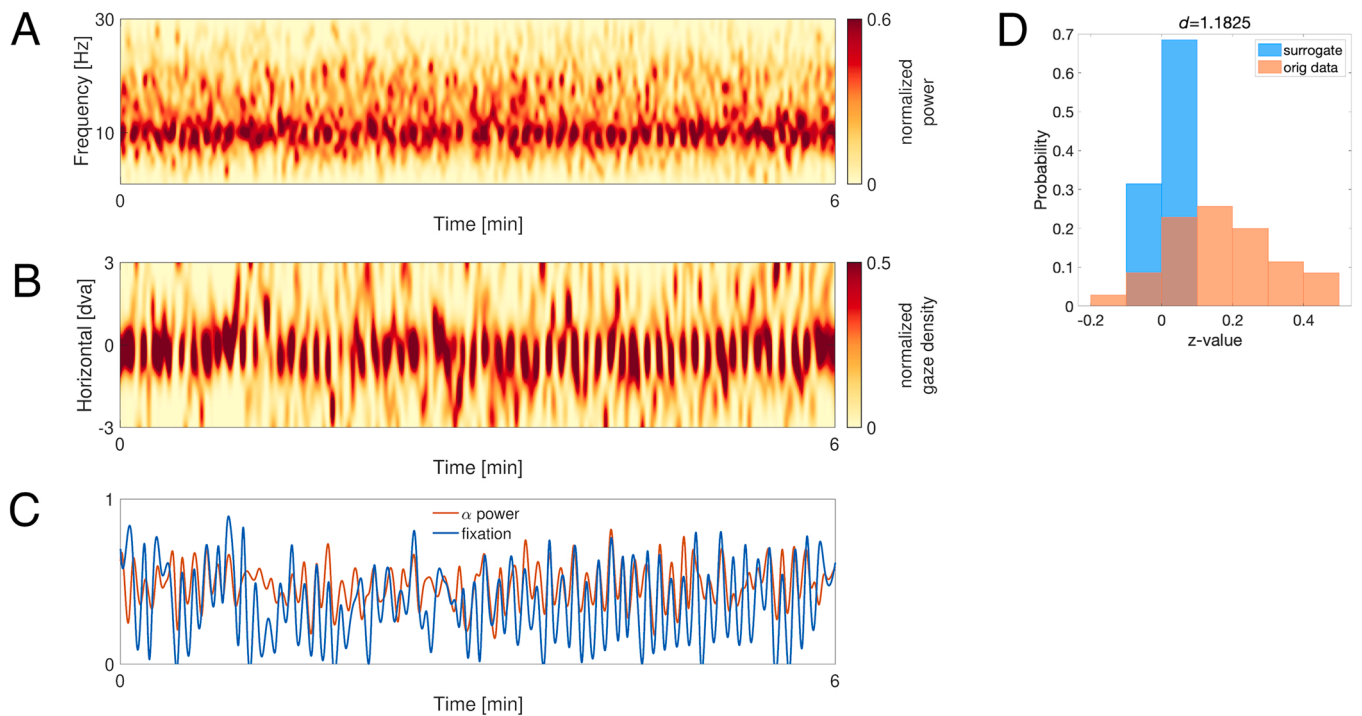 A
30
Frequency [Hz]
10
0
6
Time [min]
0.6
normalized
power
0
B
3
Horizontal [dva]
0
-3
0
6
Time [min]
0.5
normalized
gaze density
0
C
1
α power
fixation
0
0
6
Time [min]
D
d=1.1825
0.7
surrogate
orig data
0.6
0.5
0.4
0.3
0.2
0.1
0
Probability
-0.2
0
0.2
0.4
z-value